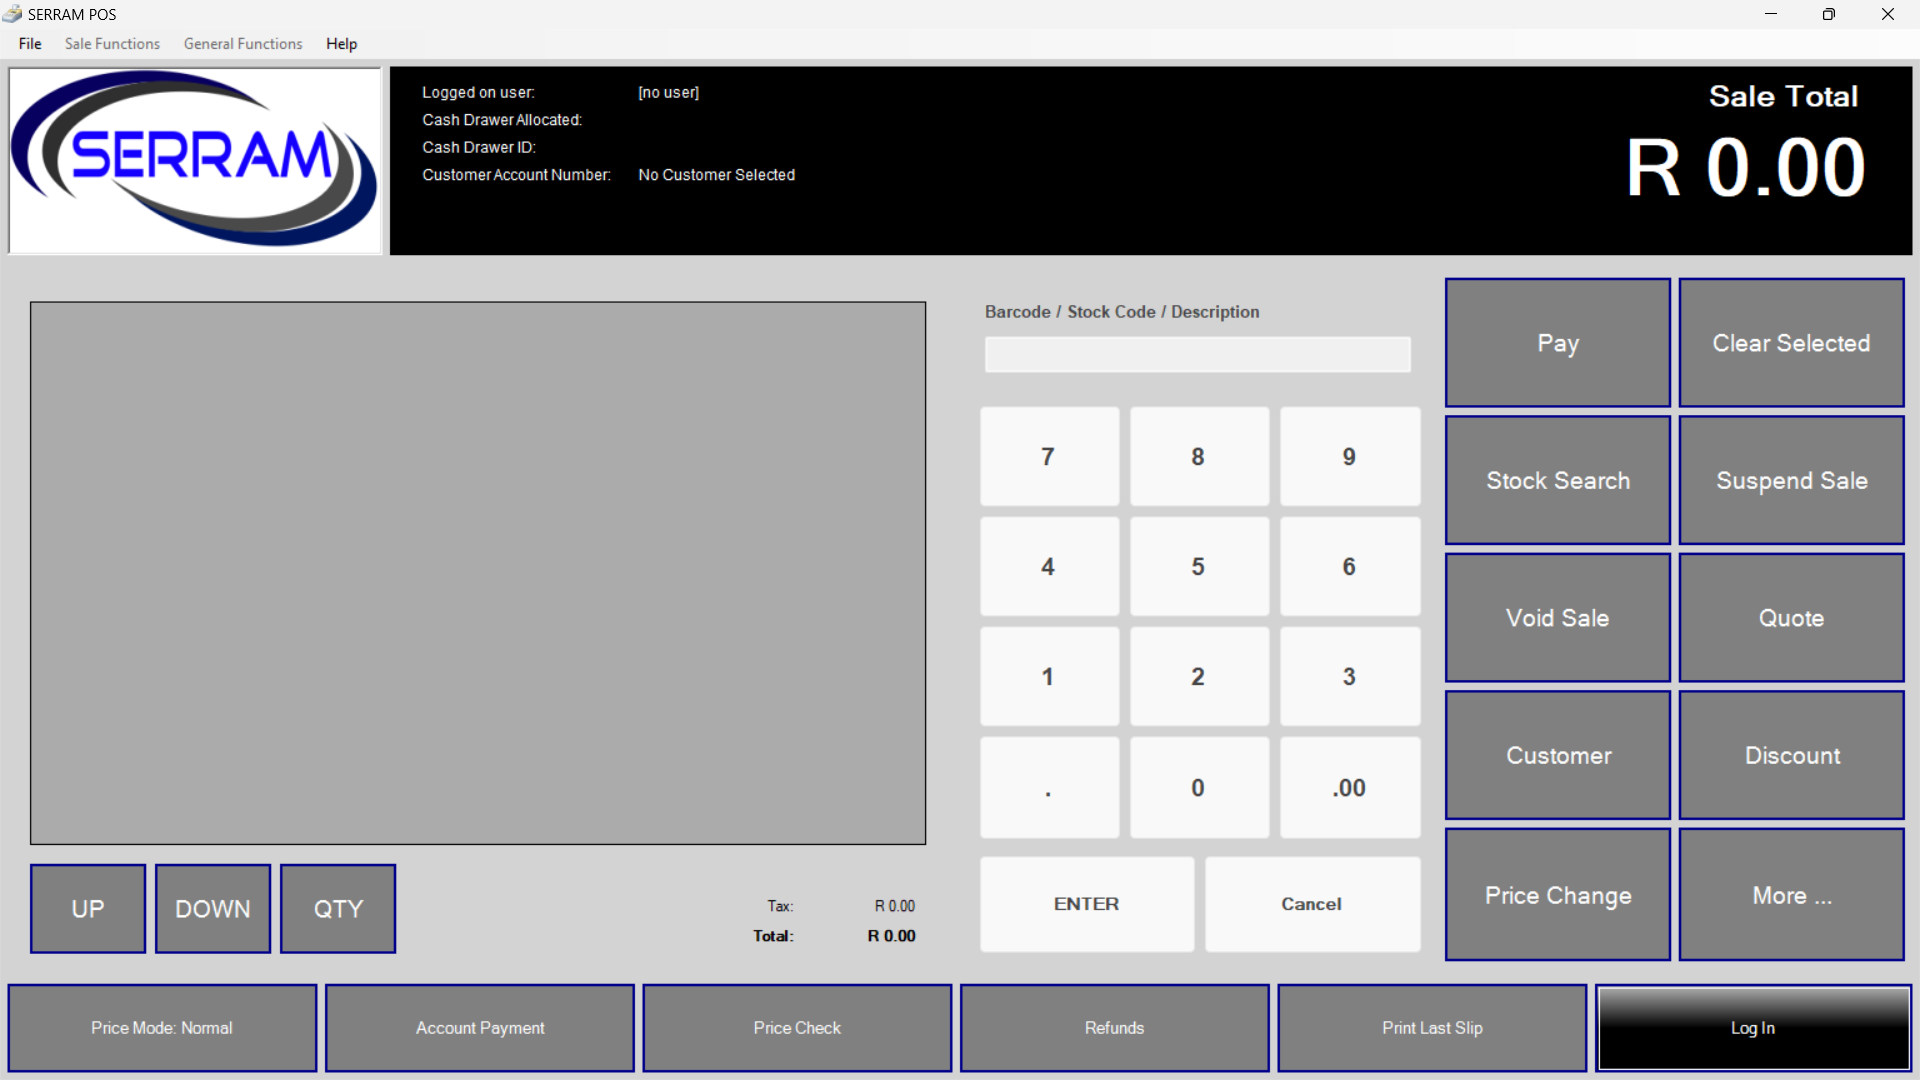 SERRAM POS
File Sale Functions General Functions Help
SERRAM
Logged on user: [no user]
Cash Drawer Allocated:
Cash Drawer ID:
Customer Account Number: No Customer Selected
Sale Total
R 0.00
Barcode / Stock Code / Description
7 8 9
4 5 6
1 2 3
. 0 .00
ENTER Cancel
Pay Clear Selected
Stock Search Suspend Sale
Void Sale Quote
Customer Discount
Price Change More ...
UP DOWN QTY
Tax: R 0.00
Total: R 0.00
Price Mode: Normal Account Payment Price Check Refunds Print Last Slip Log In